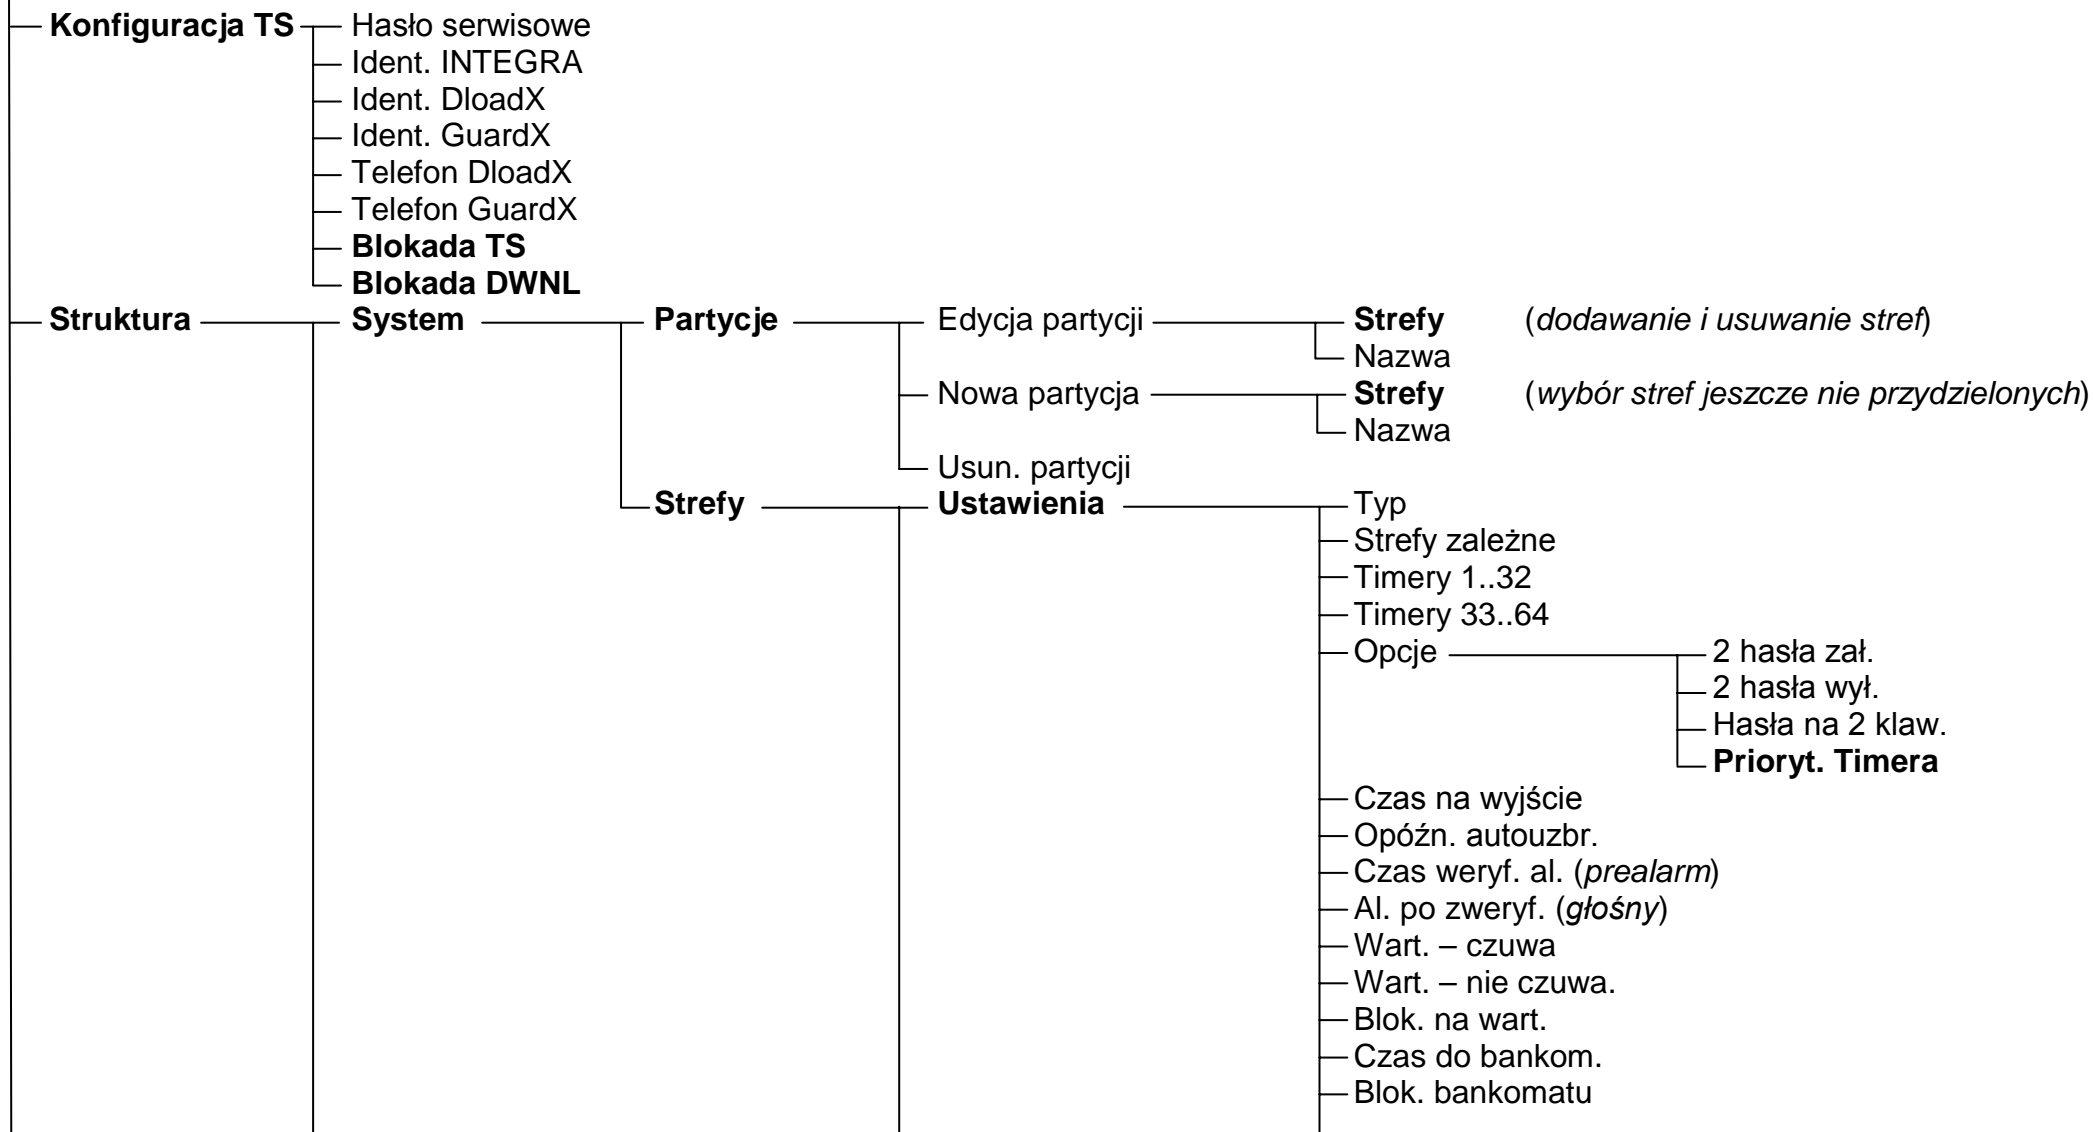 Konfiguracja TS Hasło serwisowe
Ident. INTEGRA
Ident. DloadX
Ident. GuardX
Telefon DloadX
Telefon GuardX
Blokada TS
Blokada DWNL
Struktura System Partycje Edycja partycji Strefy (dodawanie i usuwanie stref)
Nazwa
Nowa partycja Strefy (wybór stref jeszcze nie przydzielonych)
Nazwa
Usun. partycji
Strefy Ustawienia Typ
Strefy zależne
Timery 1..32
Timery 33..64
Opcje 2 hasła zał.
2 hasła wył.
Hasła na 2 klaw.
Prioryt. Timera
Czas na wyjście
Opóźn. autouzbr.
Czas weryf. al. (prealarm)
Al. po zweryf. (głośny)
Wart. – czuwa
Wart. – nie czuwa.
Blok. na wart.
Czas do bankom.
Blok. bankomatu